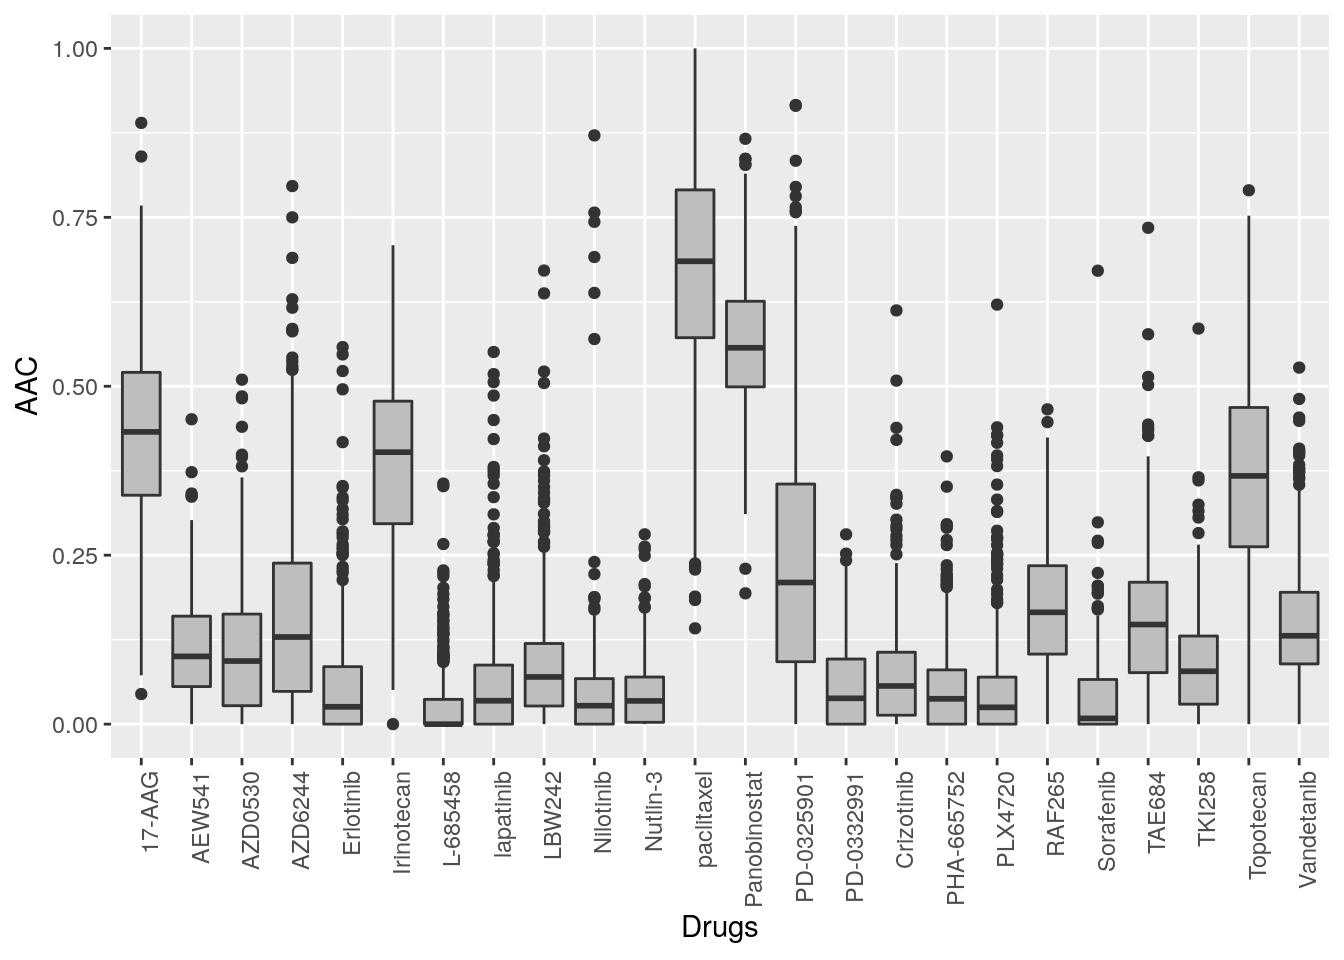 1.00
0.75
0.50
0.25
0.00
AAC
17-AAG
AEW541
AZD0530
AZD6244
Erlotinib
Irinotecan
L-685458
lapatinib
LBW242
Nilotinib
Nutlin-3
paclitaxel
Panobinostat
PD-0325901
PD-0332991
Crizotinib
PHA-665752
PLX4720
RAF265
Sorafenib
TAE684
TKI258
Topotecan
Vandetanib
Drugs